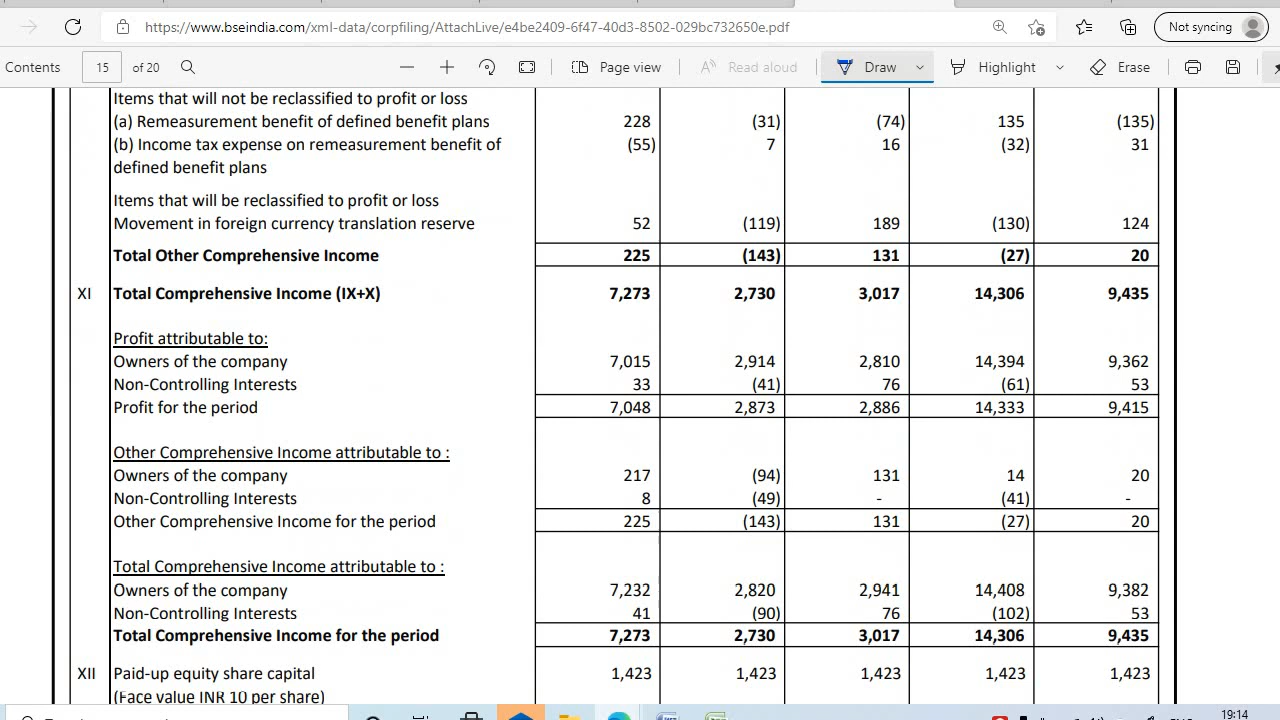 https://www.bseindia.com/xml-data/corpfiling/AttachLive/e4be2409-6f47-40d3-8502-029bc732650e.pdf
Not syncing
Contents 15 of 20 Page view Read aloud Draw Highlight Erase
Items that will not be reclassified to profit or loss
(a) Remeasurement benefit of defined benefit plans 228 (31) (74) 135 (135)
(b) Income tax expense on remeasurement benefit of (55) 7 16 (32) 31
defined benefit plans
Items that will be reclassified to profit or loss
Movement in foreign currency translation reserve 52 (119) 189 (130) 124
Total Other Comprehensive Income 225 (143) 131 (27) 20
XI Total Comprehensive Income (IX+X) 7,273 2,730 3,017 14,306 9,435
Profit attributable to:
Owners of the company 7,015 2,914 2,810 14,394 9,362
Non-Controlling Interests 33 (41) 76 (61) 53
Profit for the period 7,048 2,873 2,886 14,333 9,415
Other Comprehensive Income attributable to :
Owners of the company 217 (94) 131 14 20
Non-Controlling Interests 8 (49) - (41) -
Other Comprehensive Income for the period 225 (143) 131 (27) 20
Total Comprehensive Income attributable to :
Owners of the company 7,232 2,820 2,941 14,408 9,382
Non-Controlling Interests 41 (90) 76 (102) 53
Total Comprehensive Income for the period 7,273 2,730 3,017 14,306 9,435
XII Paid-up equity share capital 1,423 1,423 1,423 1,423 1,423
(Face value INR 10 per share)
19:14